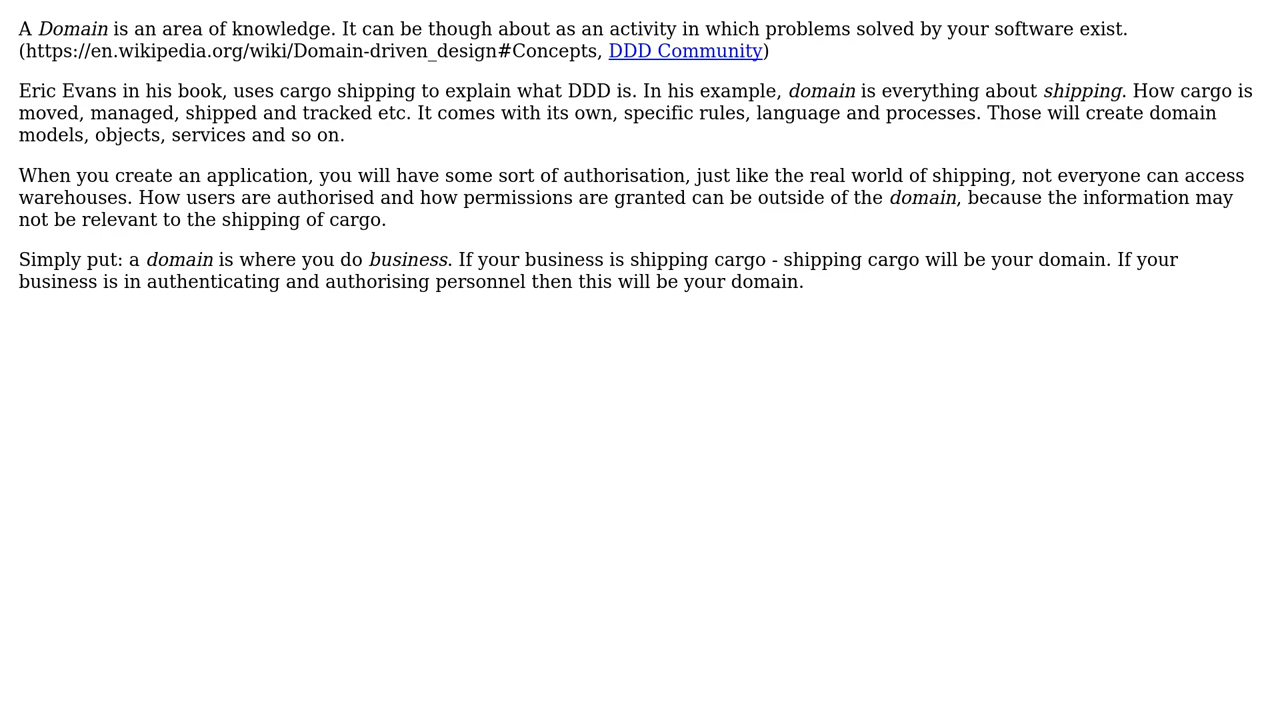 A Domain is an area of knowledge. It can be though about as an activity in which problems solved by your software exist.
(https://en.wikipedia.org/wiki/Domain-driven_design#Concepts, DDD Community)
Eric Evans in his book, uses cargo shipping to explain what DDD is. In his example, domain is everything about shipping. How cargo is
moved, managed, shipped and tracked etc. It comes with its own, specific rules, language and processes. Those will create domain
models, objects, services and so on.
When you create an application, you will have some sort of authorisation, just like the real world of shipping, not everyone can access
warehouses. How users are authorised and how permissions are granted can be outside of the domain, because the information may
not be relevant to the shipping of cargo.
Simply put: a domain is where you do business. If your business is shipping cargo - shipping cargo will be your domain. If your
business is in authenticating and authorising personnel then this will be your domain.